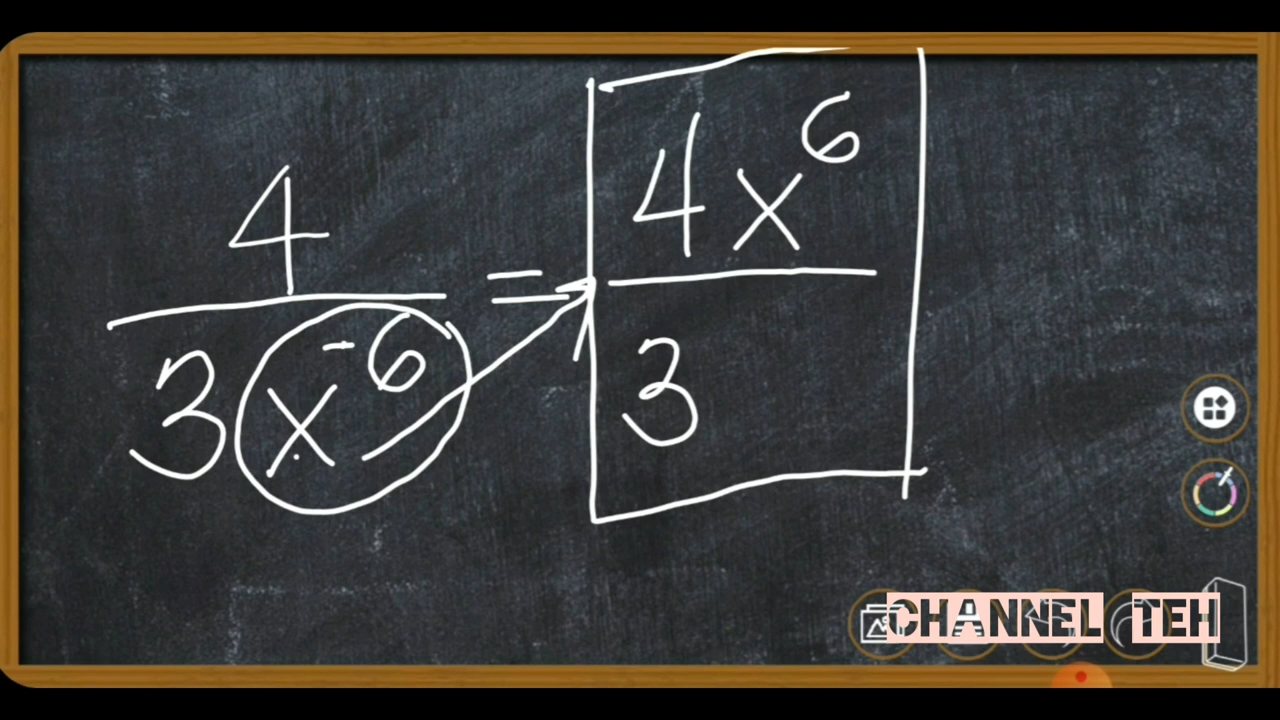 4/(3x⁻⁶) = 4x⁶/3
CHANNEL TEH